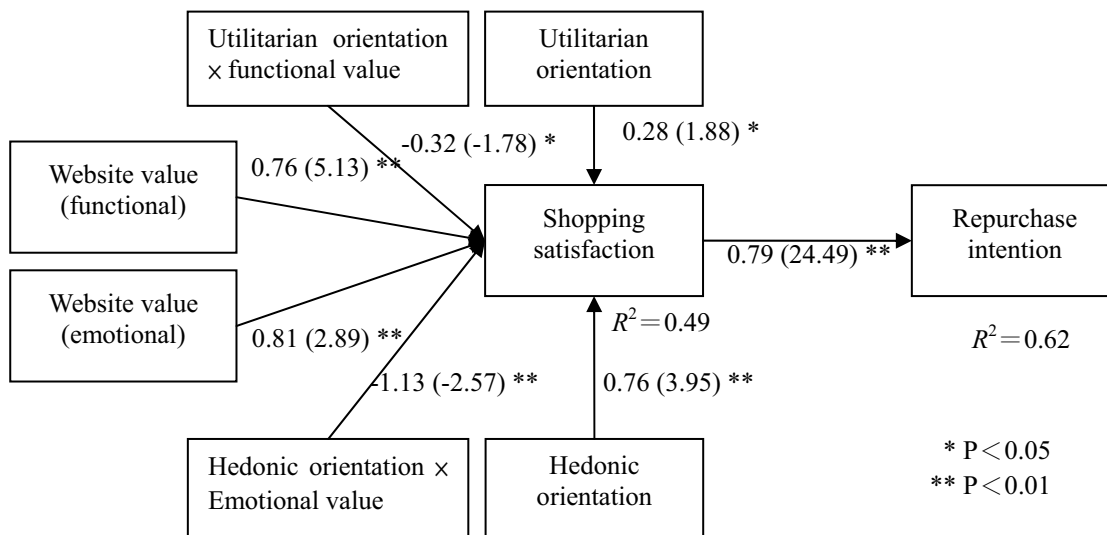 Utilitarian orientation
× functional value
Utilitarian
orientation
-0.32 (-1.78) *
0.28 (1.88) *
0.76 (5.13) **
Website value
(functional)
Shopping
satisfaction
Repurchase
intention
0.79 (24.49) **
Website value
(emotional)
0.81 (2.89) **
R² = 0.49
R² = 0.62
-1.13 (-2.57) **
0.76 (3.95) **
Hedonic orientation ×
Emotional value
Hedonic
orientation
* P < 0.05
** P < 0.01